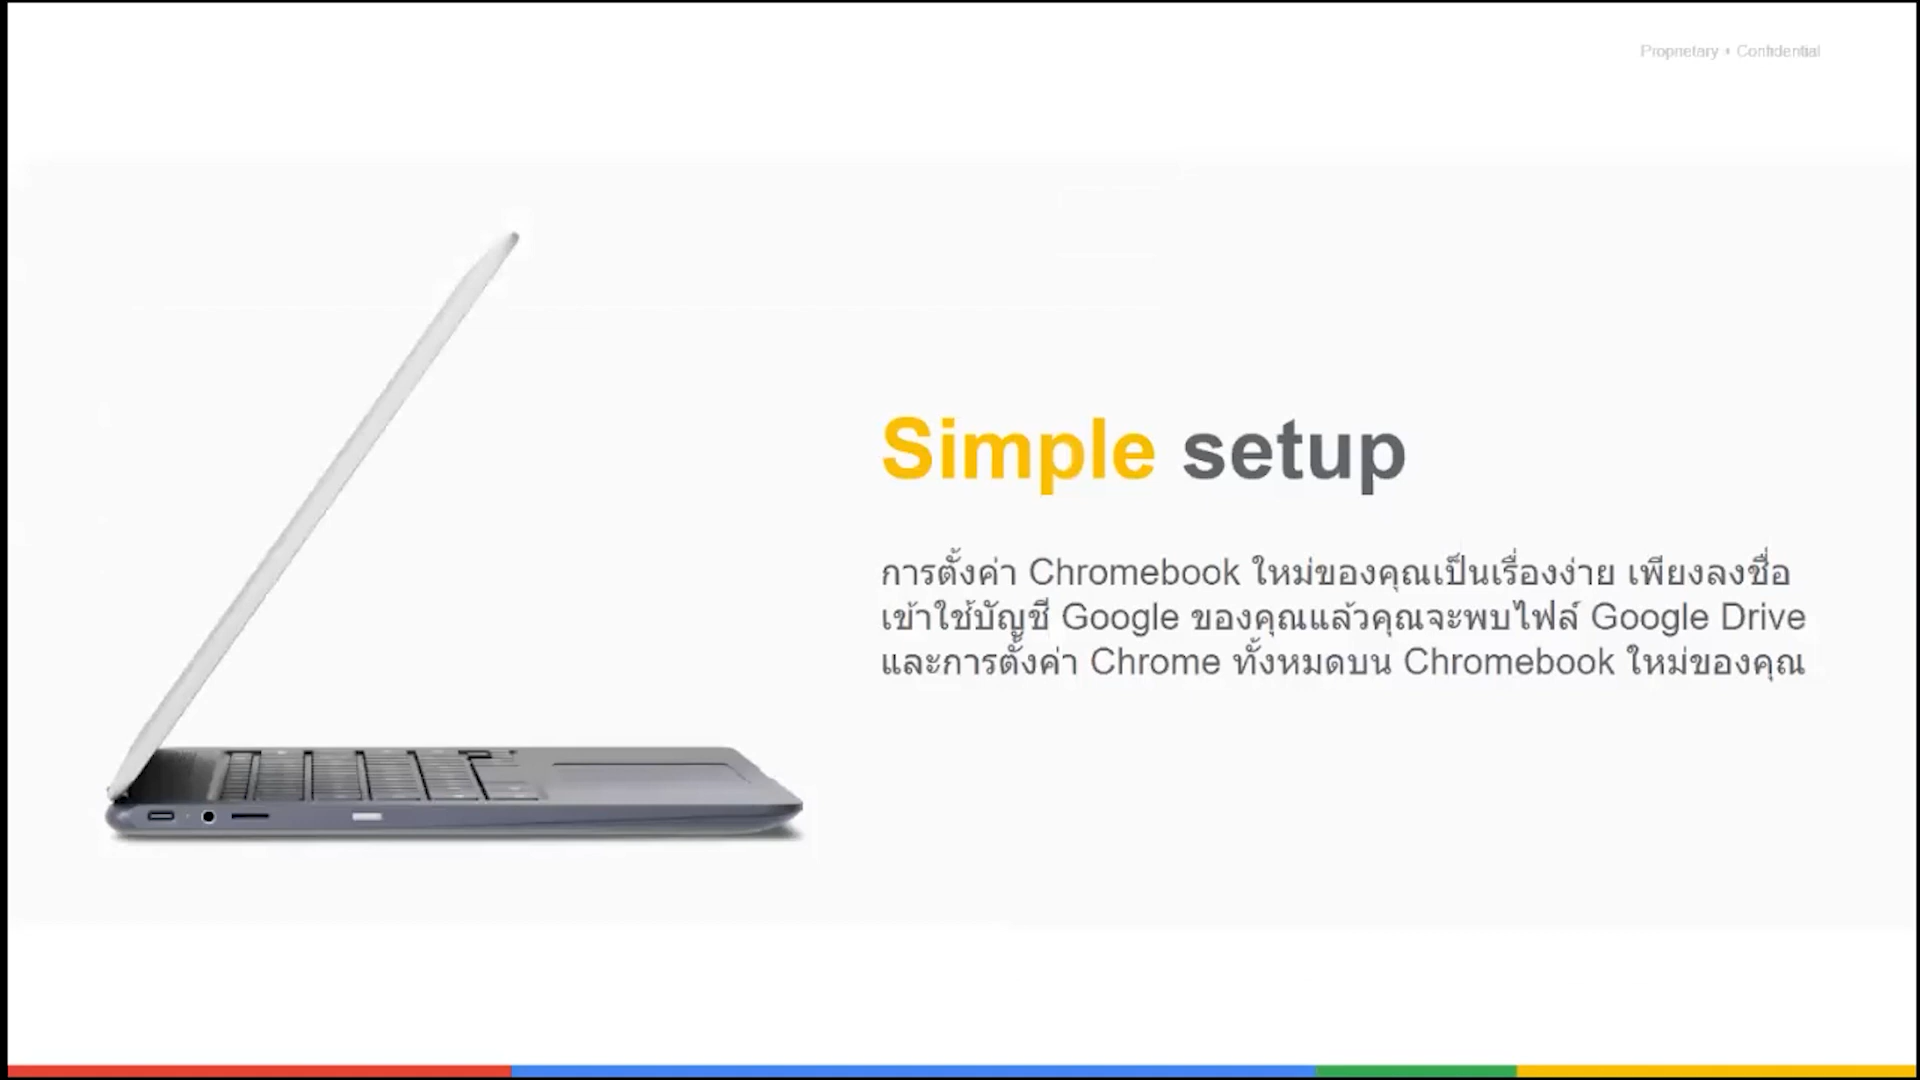 Proprietary • Confidential
Simple setup
การตั้งค่า Chromebook ใหม่ของคุณเป็นเรื่องง่าย เพียงลงชื่อ
เข้าใช้บัญชี Google ของคุณแล้วคุณจะพบไฟล์ Google Drive
และการตั้งค่า Chrome ทั้งหมดบน Chromebook ใหม่ของคุณ